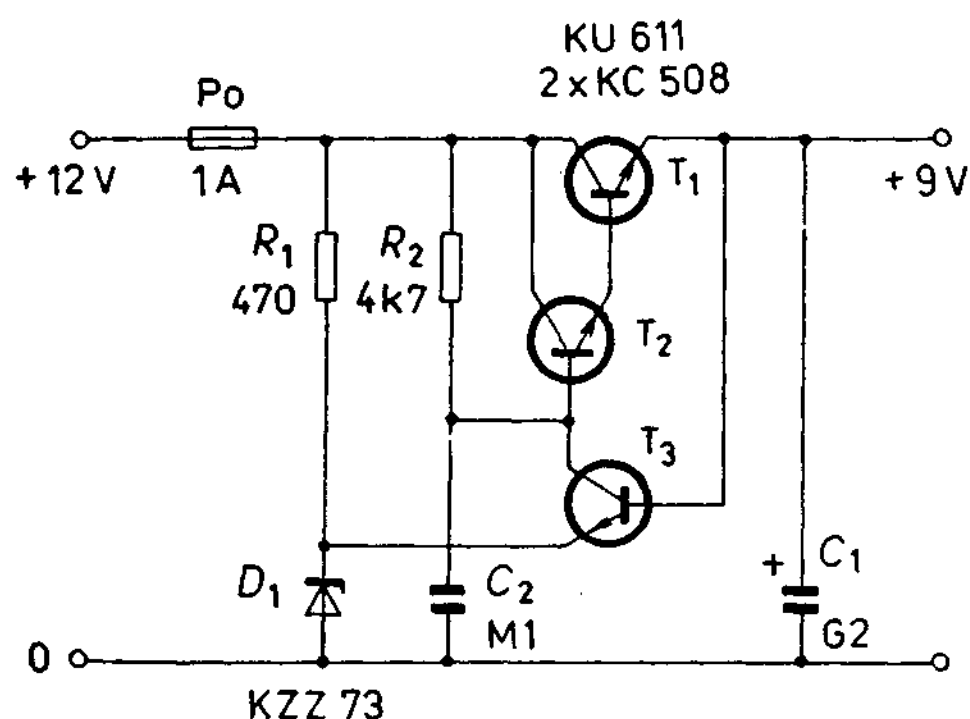 KU 611
2 x KC 508
Po
+ 12 V
1A
T1
+ 9 V
R1
470
R2
4k7
T2
T3
D1
C2
M1
+
C1
G2
0
KZZ 73